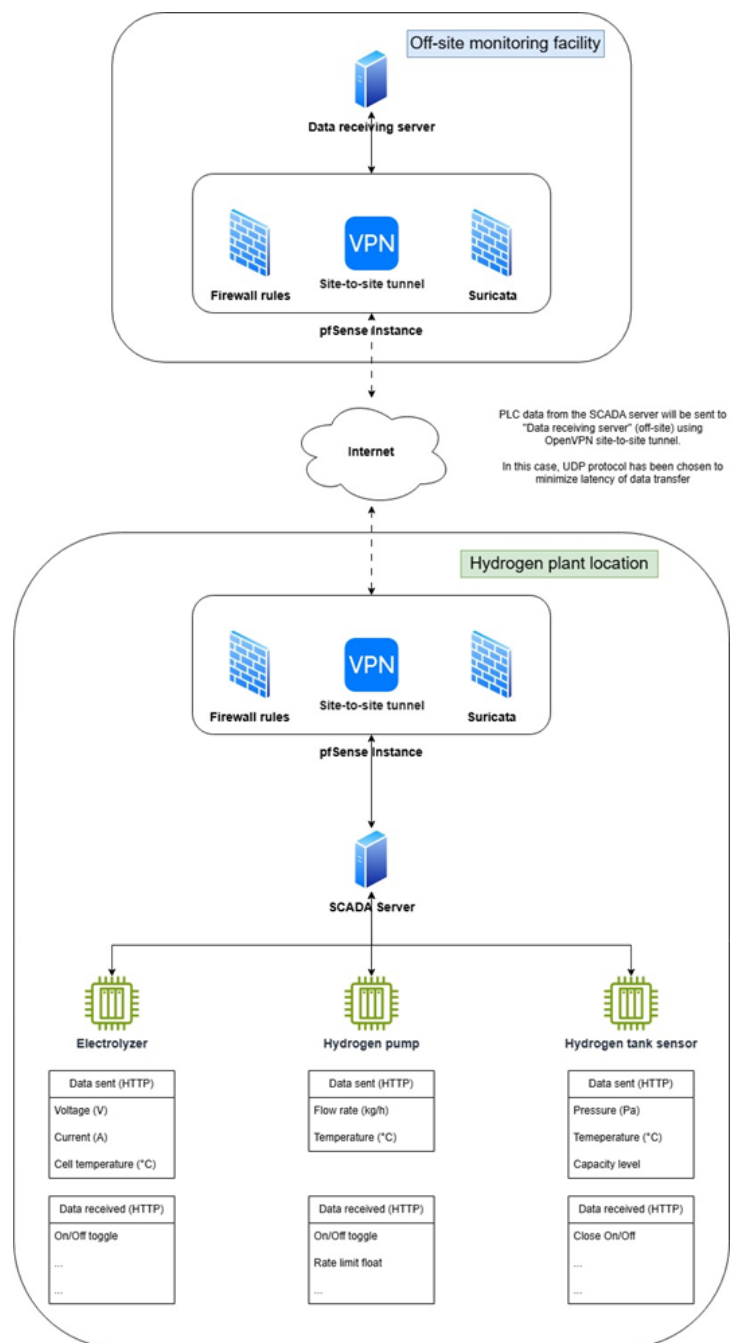 Off-site monitoring facility
Data receiving server
VPN
Site-to-site tunnel
Firewall rules
Suricata
pfSense Instance
PLC data from the SCADA server will be sent to
"Data receiving server" (off-site) using
OpenVPN site-to-site tunnel.
In this case, UDP protocol has been chosen to
minimize latency of data transfer
Internet
Hydrogen plant location
VPN
Site-to-site tunnel
Firewall rules
Suricata
pfSense Instance
SCADA Server
Electrolyzer
Hydrogen pump
Hydrogen tank sensor
Data sent (HTTP)
Voltage (V)
Current (A)
Cell temperature (°C)
Data sent (HTTP)
Flow rate (kg/h)
Temperature (°C)
Data sent (HTTP)
Pressure (Pa)
Temeperature (°C)
Capacity level
Data received (HTTP)
On/Off toggle
...
...
Data received (HTTP)
On/Off toggle
Rate limit float
...
Data received (HTTP)
Close On/Off
...
...